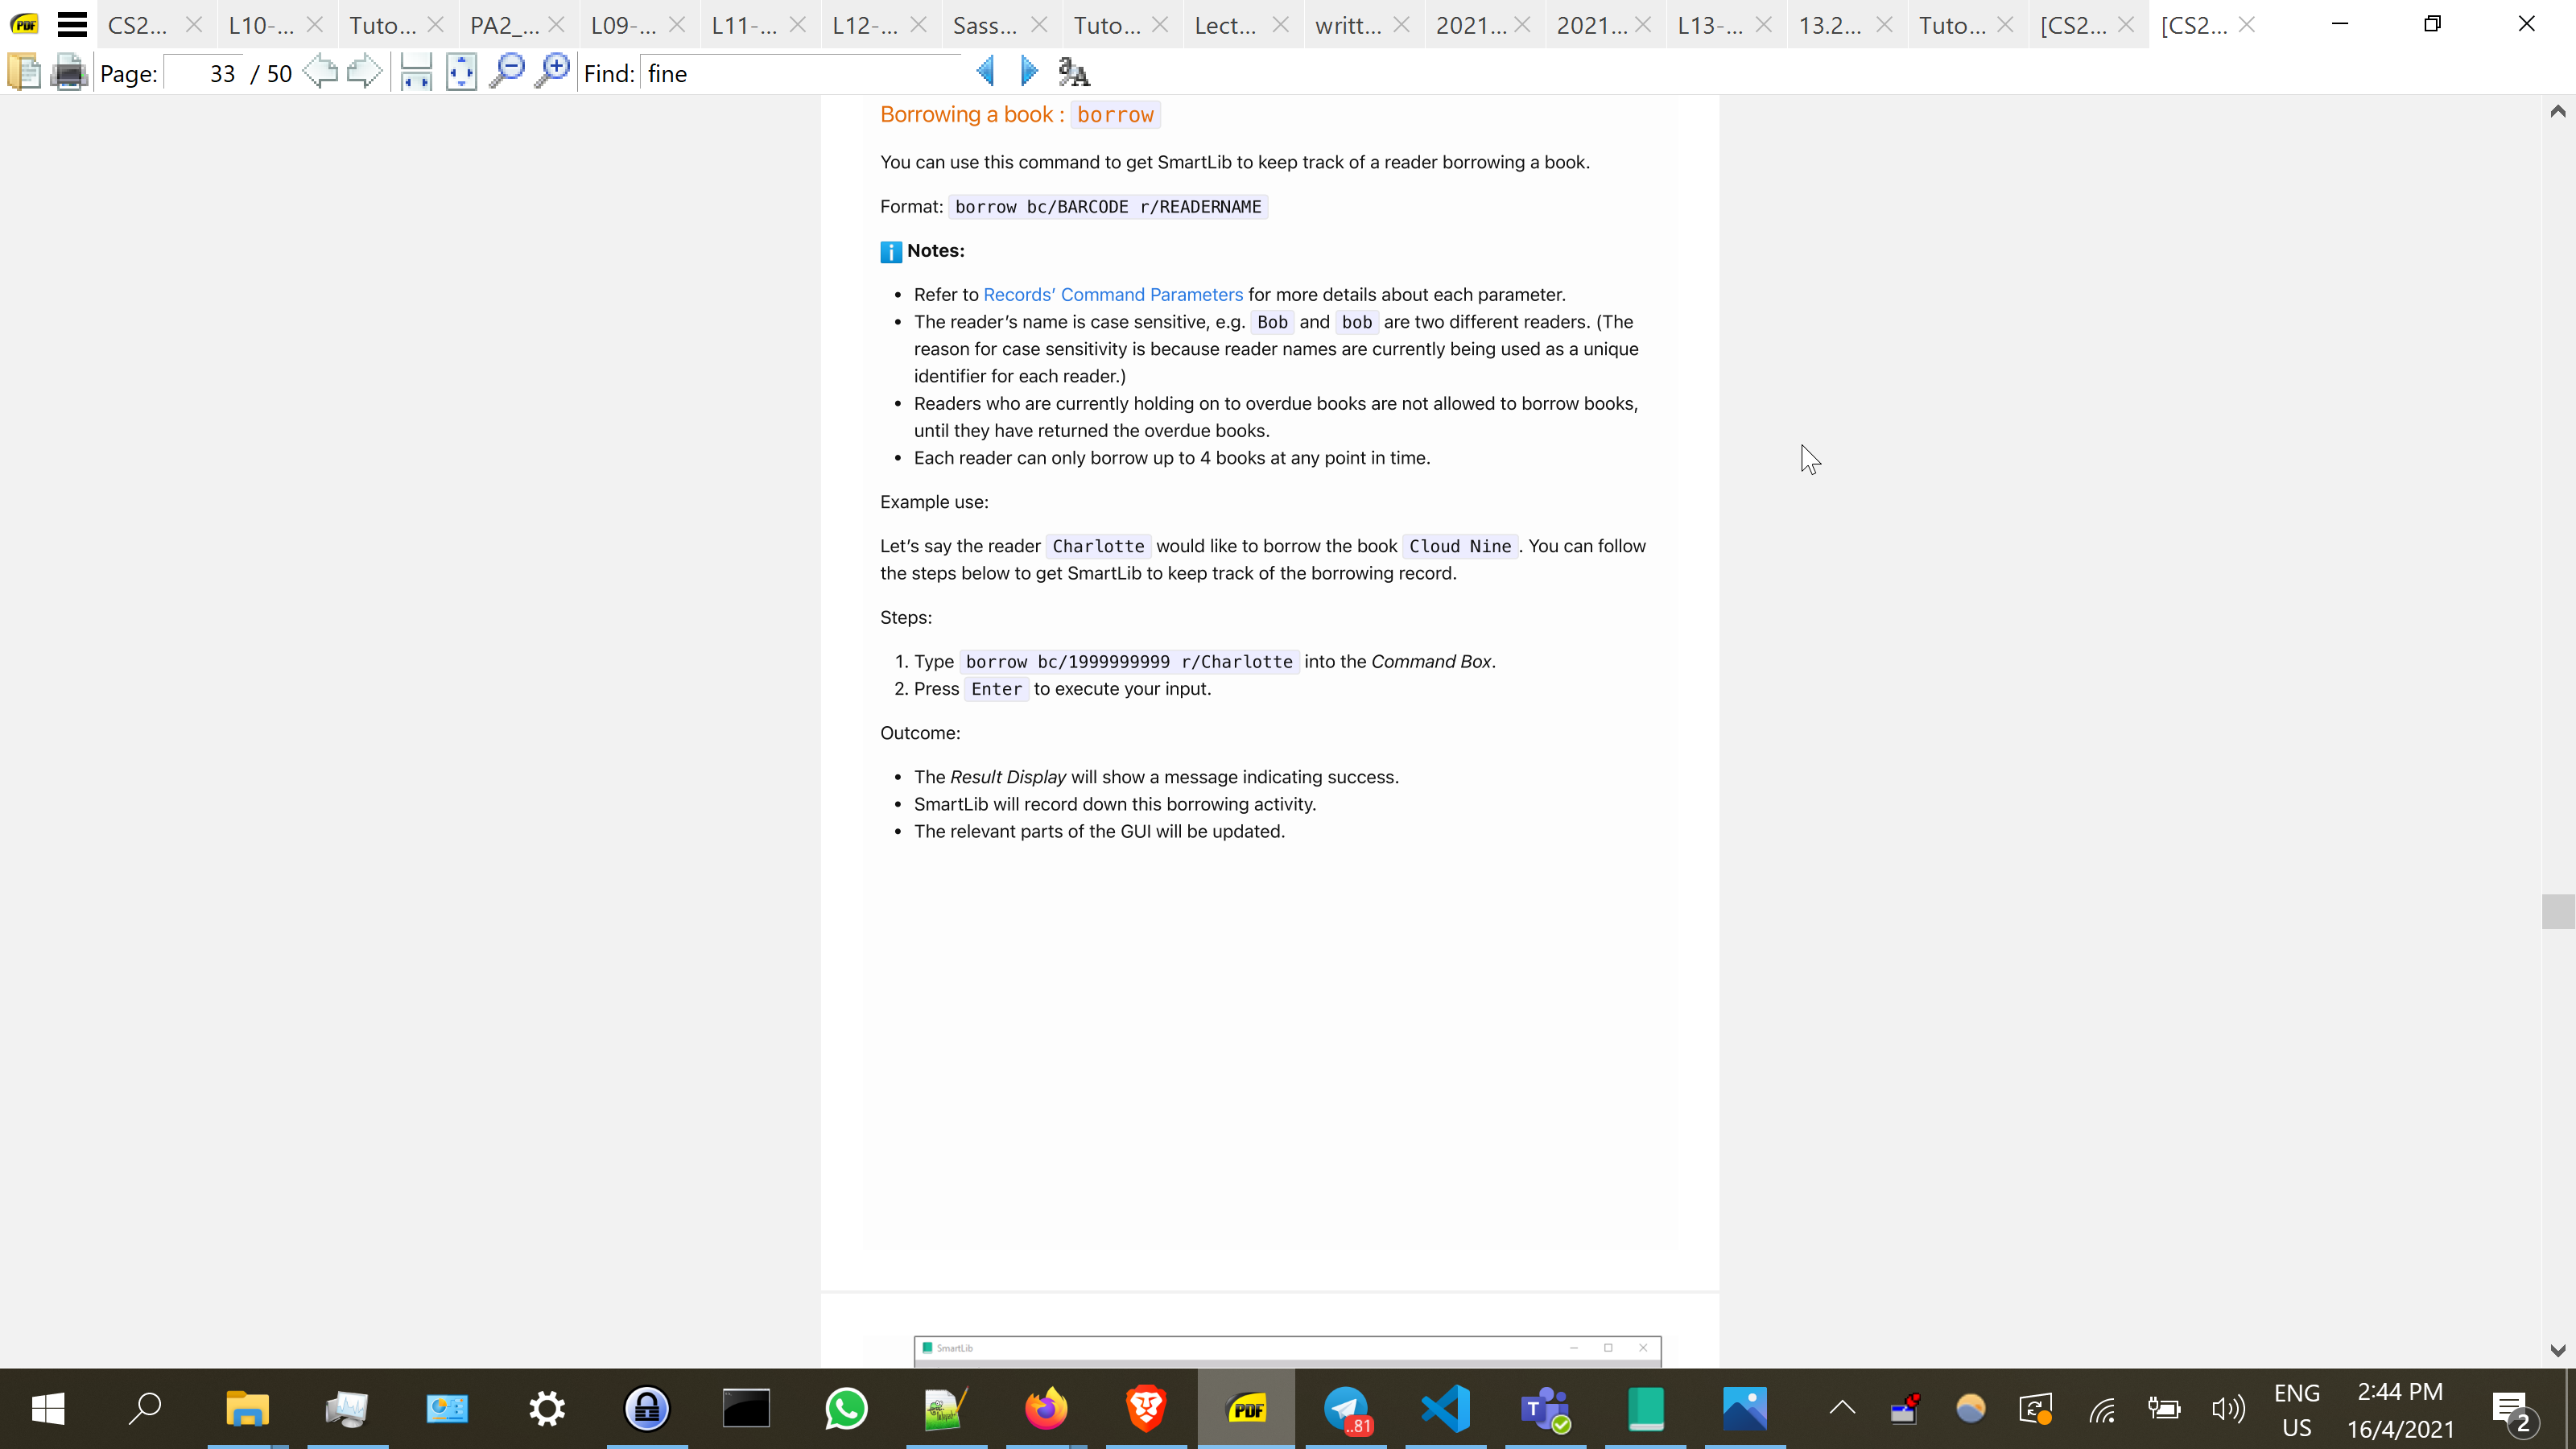 CS2... L10-... Tuto... PA2_... L09-... L11-... L12-... Sass... Tuto... Lect... writt... 2021... 2021... L13-... 13.2... Tuto... [CS2... [CS2...
Page: 33 / 50 Find: fine
Borrowing a book : borrow
You can use this command to get SmartLib to keep track of a reader borrowing a book.
Format: borrow bc/BARCODE r/READERNAME
Notes:
• Refer to Records’ Command Parameters for more details about each parameter.
• The reader’s name is case sensitive, e.g. Bob and bob are two different readers. (The
reason for case sensitivity is because reader names are currently being used as a unique
identifier for each reader.)
• Readers who are currently holding on to overdue books are not allowed to borrow books,
until they have returned the overdue books.
• Each reader can only borrow up to 4 books at any point in time.
Example use:
Let’s say the reader Charlotte would like to borrow the book Cloud Nine. You can follow
the steps below to get SmartLib to keep track of the borrowing record.
Steps:
1. Type borrow bc/1999999999 r/Charlotte into the Command Box.
2. Press Enter to execute your input.
Outcome:
• The Result Display will show a message indicating success.
• SmartLib will record down this borrowing activity.
• The relevant parts of the GUI will be updated.
SmartLib
PDF
..81
ENG
US
2:44 PM
16/4/2021
2